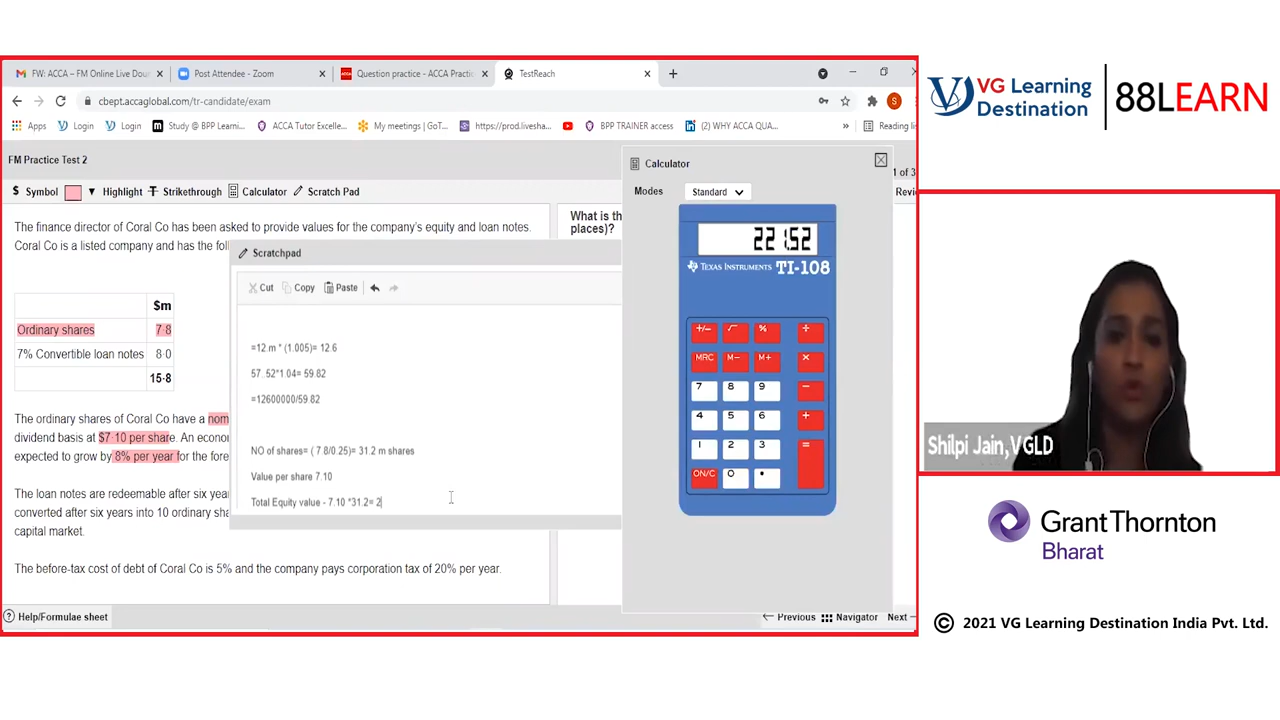 FW: ACCA – FM Online Live Dou
Post Attendee - Zoom
Question practice - ACCA Practic
TestReach
cbept.accaglobal.com/tr-candidate/exam
Apps
Login
Login
Study @ BPP Learni...
ACCA Tutor Excelle...
My meetings | GoT...
https://prod.livesha...
BPP TRAINER access
(2) WHY ACCA QUA...
Reading lis
FM Practice Test 2
1 of 3
$ Symbol
Highlight
Strikethrough
Calculator
Scratch Pad
Revi
The finance director of Coral Co has been asked to provide values for the company's equity and loan notes.
Coral Co is a listed company and has the foll
$m
Ordinary shares 7·8
7% Convertible loan notes 8·0
15·8
The ordinary shares of Coral Co have a nom
dividend basis at $7·10 per share. An econo
expected to grow by 8% per year for the fore
The loan notes are redeemable after six year
converted after six years into 10 ordinary sha
capital market.
The before-tax cost of debt of Coral Co is 5% and the company pays corporation tax of 20% per year.
What is th
places)?
Scratchpad
Cut
Copy
Paste
=12 m * (1.005)= 12.6
57..52*1.04= 59.82
=12600000/59.82
NO of shares= ( 7 8/0.25)= 31.2 m shares
Value per share 7.10
Total Equity value - 7.10 *31.2= 2
Calculator
Modes
Standard
221.52
TEXAS INSTRUMENTS TI-108
+/- √ % ÷
MRC M− M+ ×
7 8 9 −
4 5 6 +
1 2 3 =
ON/C 0 •
Help/Formulae sheet
Previous
Navigator
Next
VG Learning
Destination
88LEARN
Shilpi Jain,VGLD
GrantThornton
Bharat
© 2021 VG Learning Destination India Pvt. Ltd.